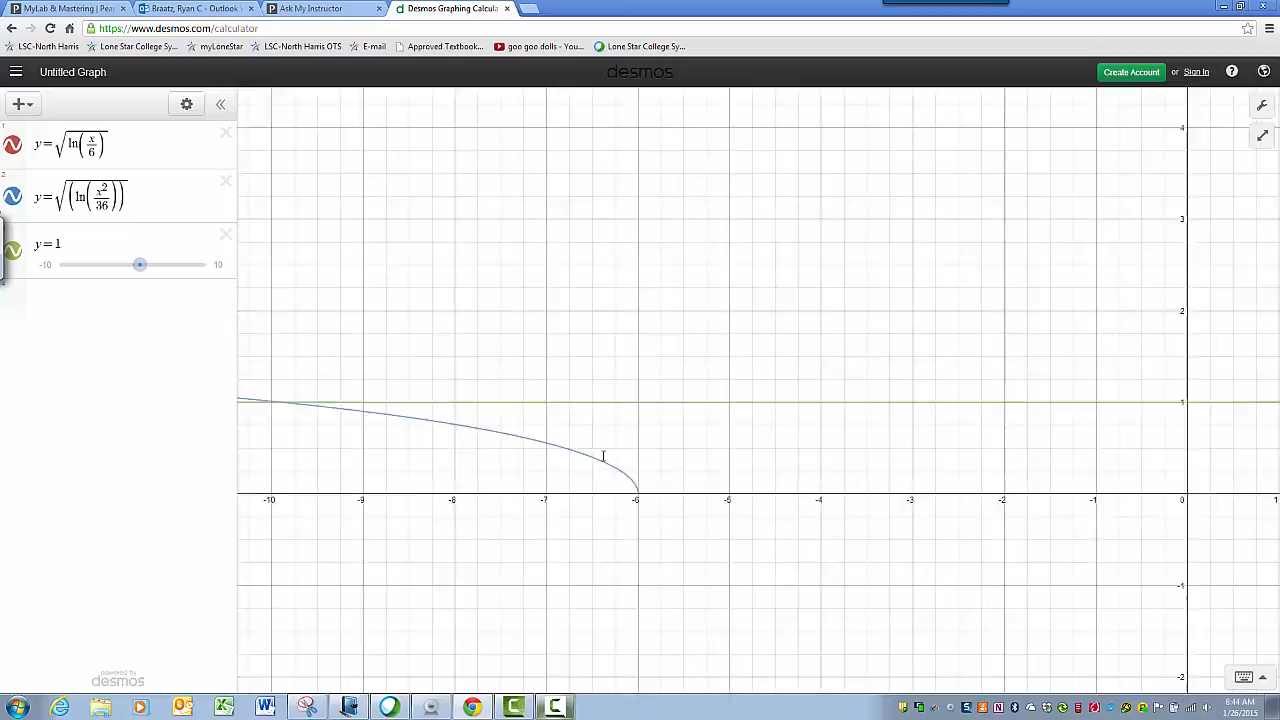 MyLab & Mastering | Pear
Braatz, Ryan C - Outlook
Ask My Instructor
Desmos Graphing Calcula
https://www.desmos.com/calculator
LSC-North Harris
Lone Star College Sy...
myLoneStar
LSC-North Harris OTS
E-mail
Approved Textbook...
goo goo dolls - You...
Lone Star College Sy...
Untitled Graph
desmos
Create Account
or
Sign In
1
y=√ln(x/6)
2
y=√(ln(x²/36))
y=1
-10
10
4
3
2
1
-10 -9 -8 -7 -6 -5 -4 -3 -2 -1 0 1
-1
-2
powered by
desmos
8:44 AM
1/26/2015